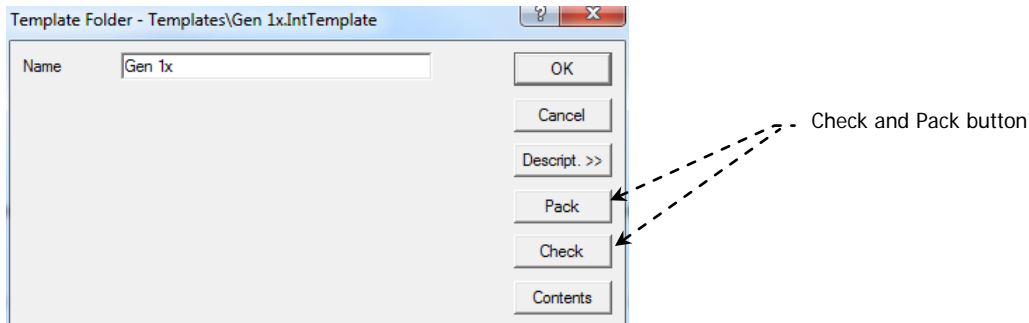 Template Folder - Templates\Gen 1x.IntTemplate
?
X
Name
Gen 1x
OK
Cancel
Check and Pack button
Descript. >>
Pack
Check
Contents